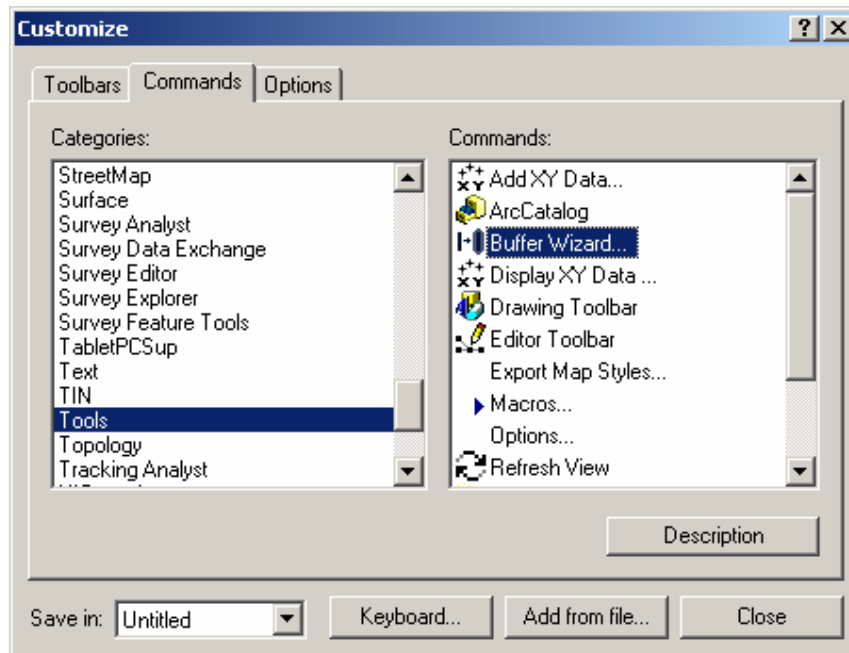 Customize
Toolbars
Commands
Options
Categories:
StreetMap
Surface
Survey Analyst
Survey Data Exchange
Survey Editor
Survey Explorer
Survey Feature Tools
TabletPCSup
Text
TIN
Tools
Topology
Tracking Analyst
Commands:
Add XY Data...
ArcCatalog
Buffer Wizard...
Display XY Data ...
Drawing Toolbar
Editor Toolbar
Export Map Styles...
Macros...
Options...
Refresh View
Description
Save in: Untitled
Keyboard...
Add from file...
Close